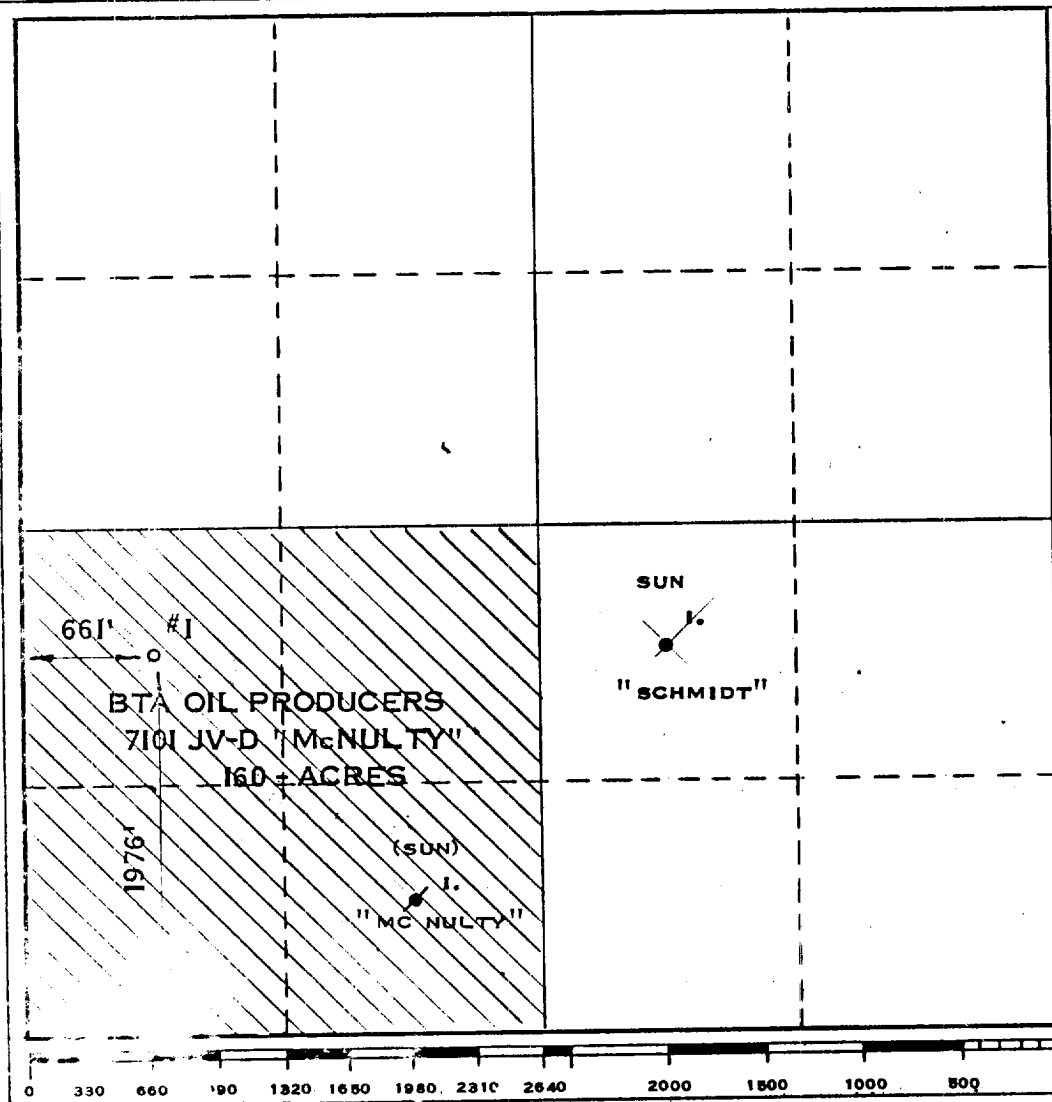 SUN
1.
"SCHMIDT"
661' #1
BTA OIL PRODUCERS
7101 JV-D "McNULTY"
160 - ACRES
1976'
(SUN)
1.
"MC NULTY"
0 330 660 990 1320 1650 1980 2310 2640 2000 1500 1000 500